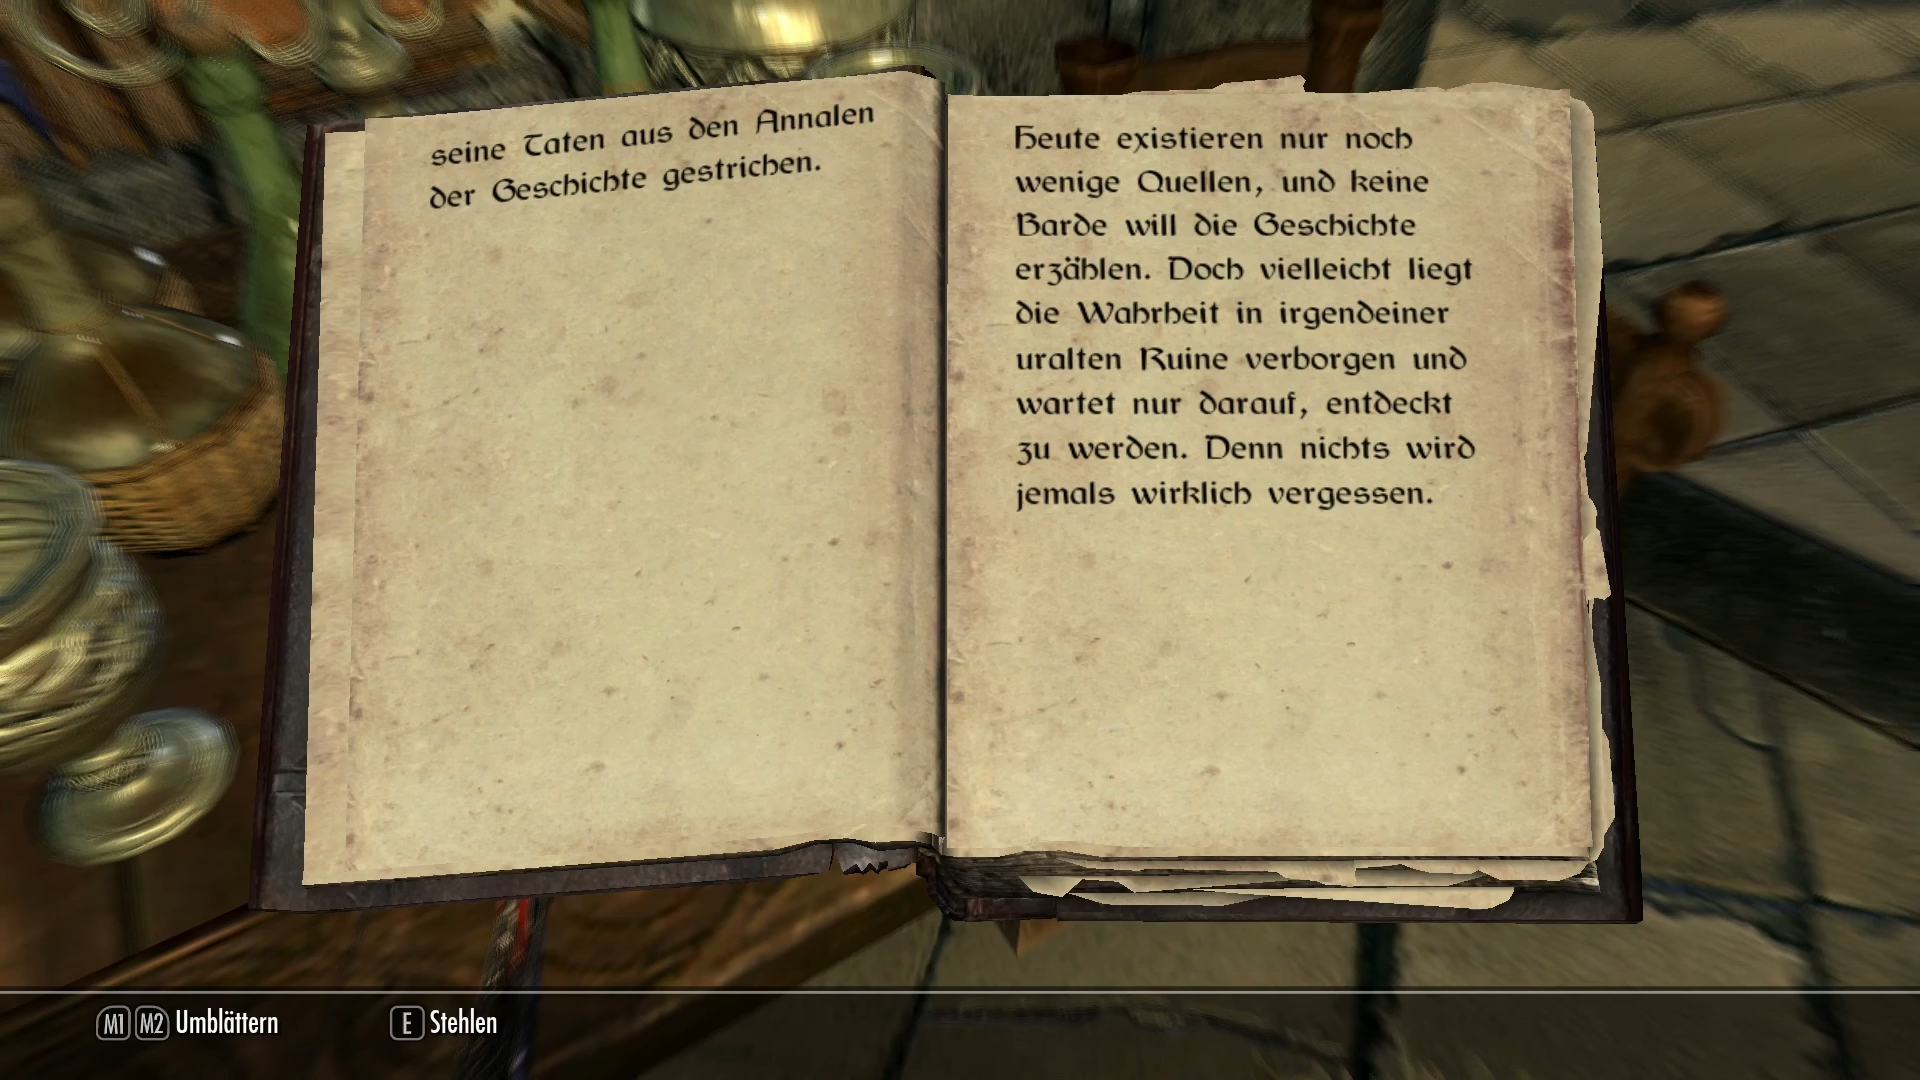 seine Taten aus den Annalen
der Geschichte gestrichen.
Heute existieren nur noch
wenige Quellen, und keine
Barde will die Geschichte
erzählen. Doch vielleicht liegt
die Wahrheit in irgendeiner
uralten Ruine verborgen und
wartet nur darauf, entdeckt
zu werden. Denn nichts wird
jemals wirklich vergessen.
M1 M2 Umblättern E Stehlen